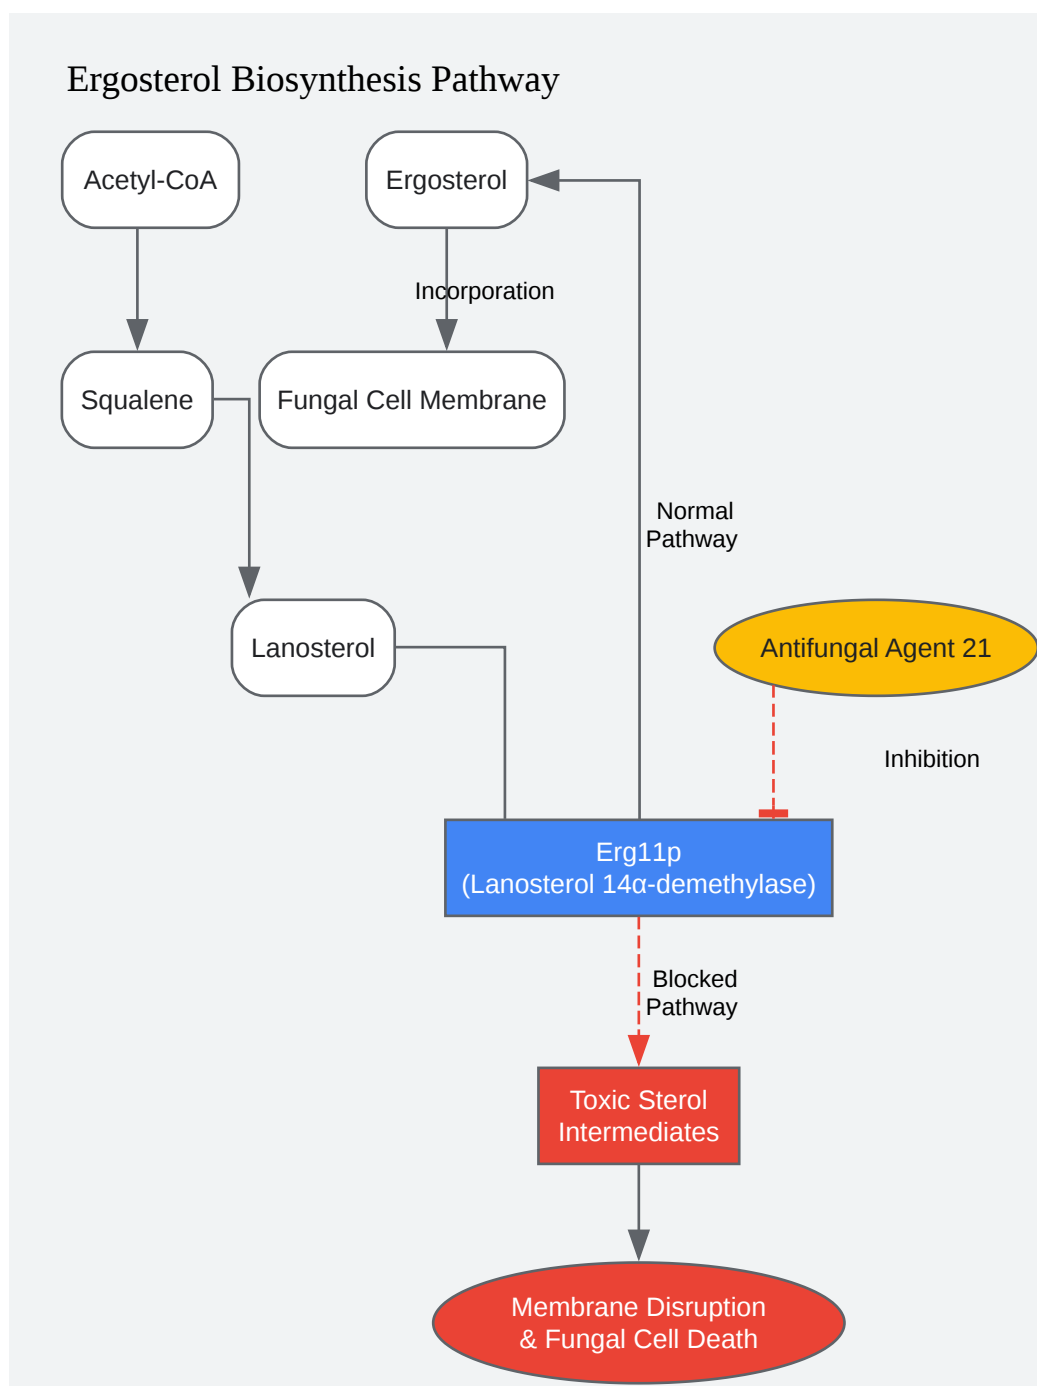 Ergosterol Biosynthesis Pathway
Acetyl-CoA
Ergosterol
Incorporation
Squalene
Fungal Cell Membrane
Normal
Pathway
Lanosterol
Antifungal Agent 21
Inhibition
Erg11p
(Lanosterol 14α-demethylase)
Blocked
Pathway
Toxic Sterol
Intermediates
Membrane Disruption
& Fungal Cell Death